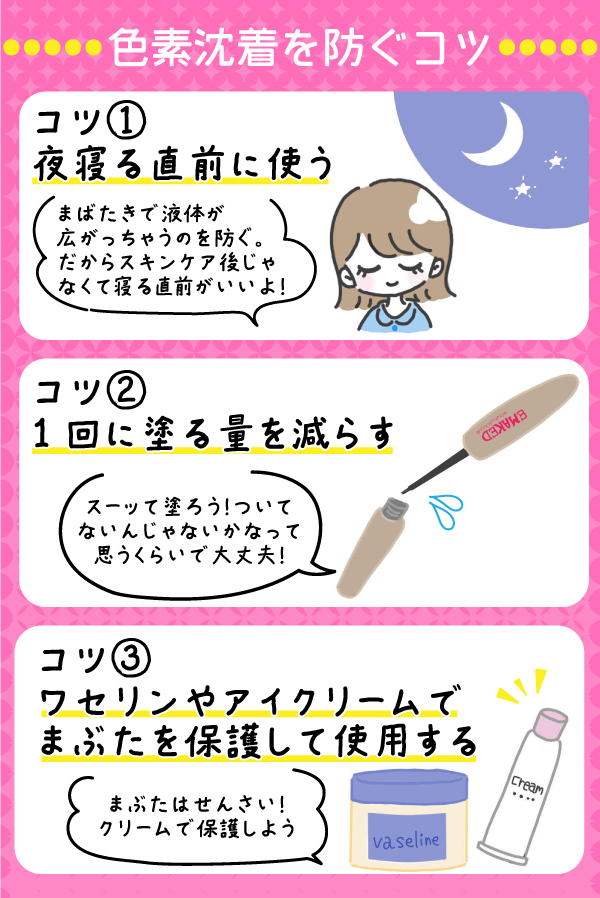 色素沈着を防ぐコツ
コツ①
夜寝る直前に使う
まばたきで液体が
広がっちゃうのを防ぐ。
だからスキンケア後じゃ
なくて寝る直前がいいよ!
コツ②
1回に塗る量を減らす
EMAKED
スーッて塗ろう!ついて
ないんじゃないかなって
思うくらいで大丈夫!
コツ③
ワセリンやアイクリームで
まぶたを保護して使用する
まぶたはせんさい!
クリームで保護しよう
vaseline
Cream